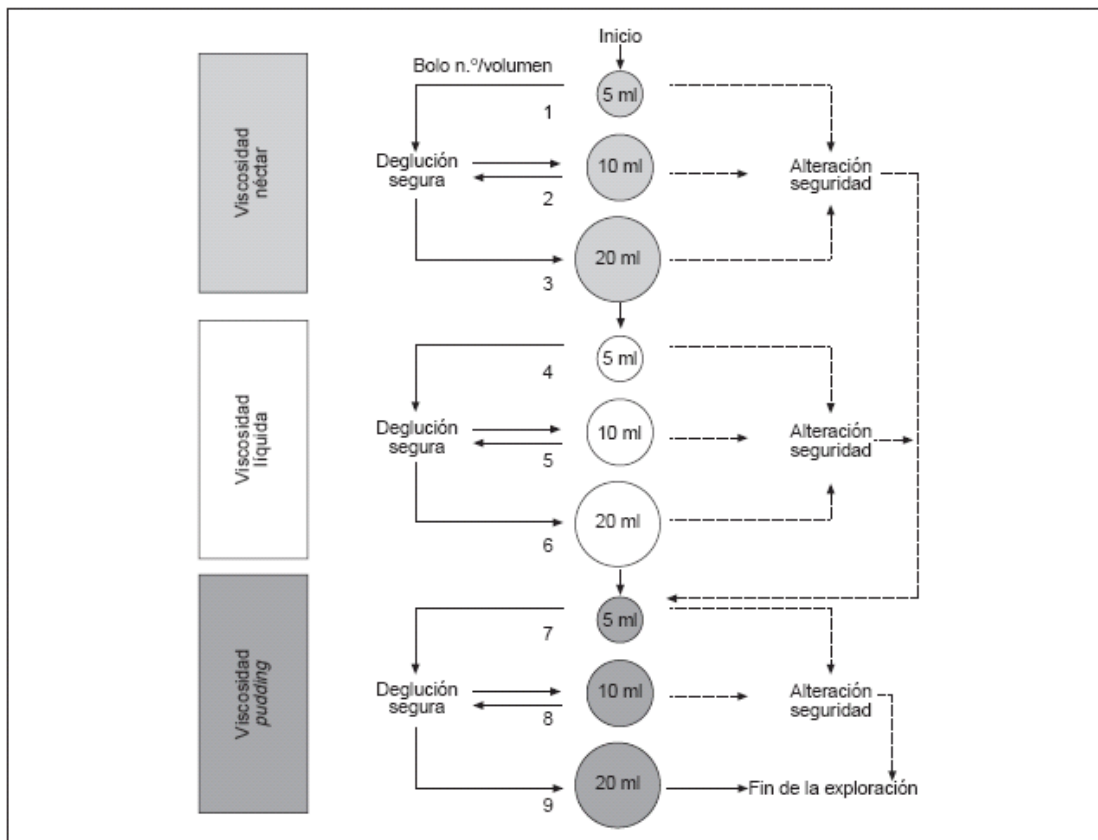 Inicio
Bolo n.º/volumen
5 ml
1
Viscosidad
néctar
Deglución
segura
10 ml
2
Alteración
seguridad
20 ml
3
5 ml
4
Viscosidad
líquida
Deglución
segura
10 ml
5
Alteración
seguridad
20 ml
6
5 ml
7
Viscosidad
pudding
Deglución
segura
10 ml
8
Alteración
seguridad
20 ml
9
Fin de la exploración